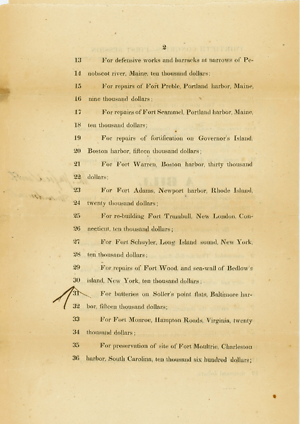 2
13 For defensive works and barracks at narrows of Pe-
14 nobscot river, Maine, ten thousand dollars;
15 For repairs of Fort Preble, Portland harbor, Maine,
16 nine thousand dollars;
17 For repairs of Fort Scammel, Portland harbor, Maine,
18 ten thousand dollars;
19 For repairs of fortification on Governor's Island,
20 Boston harbor, fifteen thousand dollars;
21 For Fort Warren, Boston harbor, thirty thousand
22 dollars;
23 For Fort Adams, Newport harbor, Rhode Island,
24 twenty thousand dollars;
25 For re-building Fort Trumbull, New London, Con-
26 necticut, ten thousand dollars;
27 For Fort Schuyler, Long Island sound, New York,
28 ten thousand dollars;
29 For repairs of Fort Wood, and sea-wall of Bedlow's
30 island, New York, ten thousand dollars;
31 For batteries on Soller's point flats, Baltimore har-
32 bor, fifteen thousand dollars;
33 For Fort Monroe, Hampton Roads, Virginia, twenty
34 thousand dollars;
35 For preservation of site of Fort Moultrie, Charleston
36 harbor, South Carolina, ten thousand six hundred dollars;